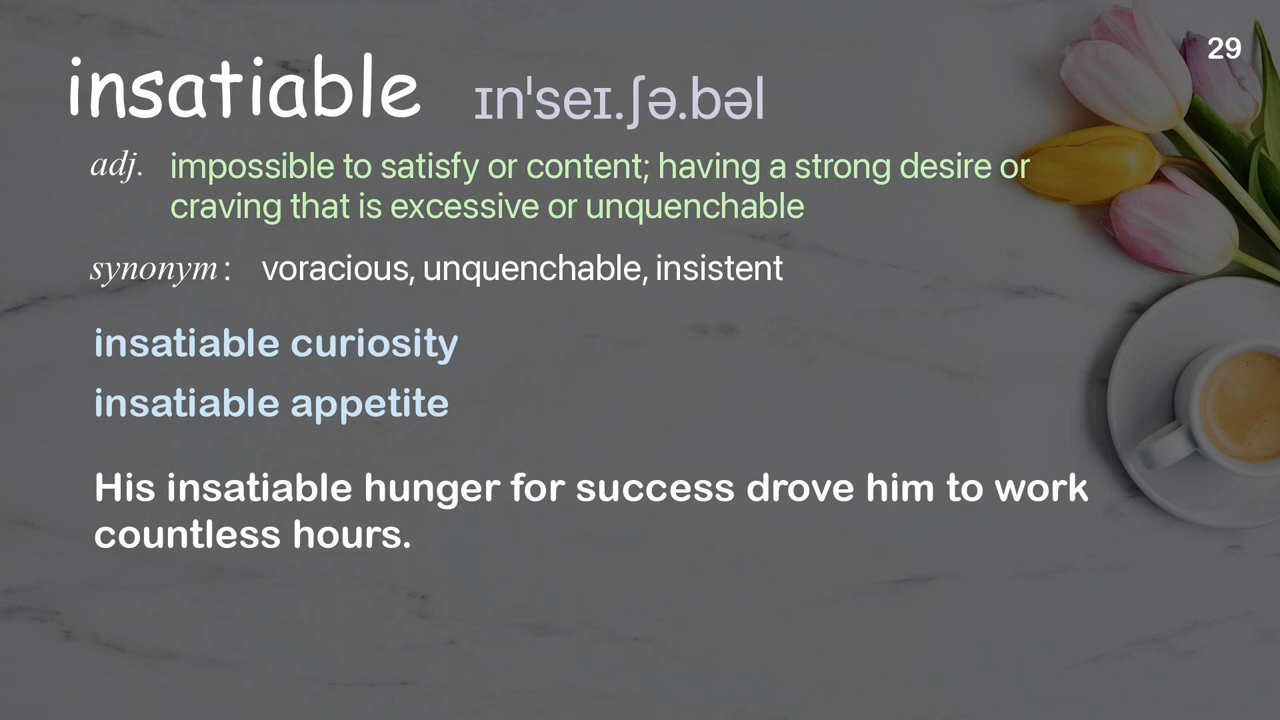 29
insatiable ɪnˈseɪ.ʃə.bəl
adj. impossible to satisfy or content; having a strong desire or
craving that is excessive or unquenchable
synonym: voracious, unquenchable, insistent
insatiable curiosity
insatiable appetite
His insatiable hunger for success drove him to work
countless hours.